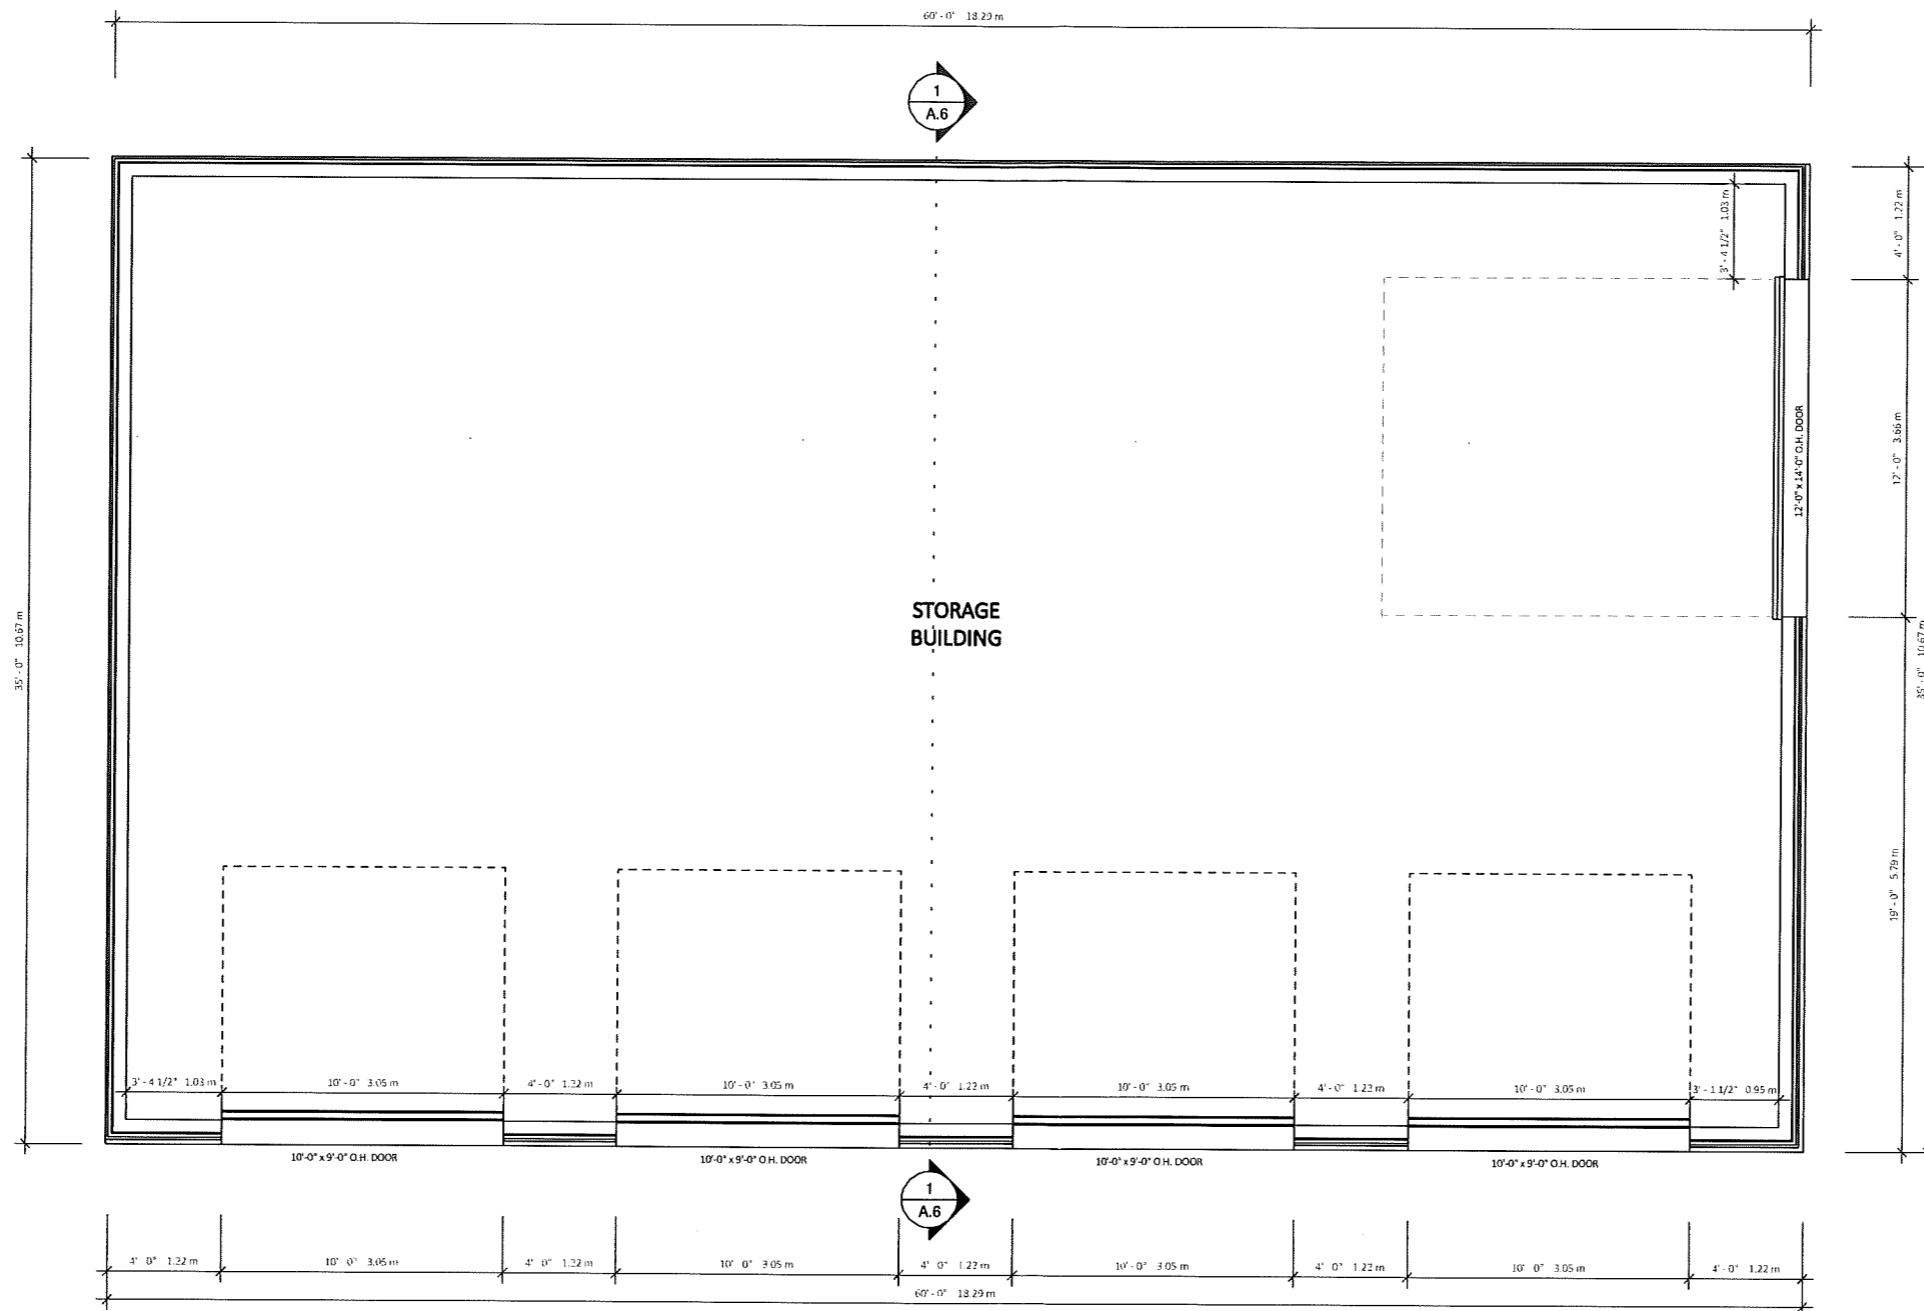 60'-0" 18.29 m
1
A.6
3'-4 1/2" 1.03 m
4'-0" 1.22 m
12'-0" x 14'-0" O.H. DOOR
12'-0" 3.66 m
STORAGE
BUILDING
35'-0" 10.67 m
35'-0" 10.67 m
19'-0" 5.79 m
3'-4 1/2" 1.03 m
10'-0" 3.05 m
4'-0" 1.22 m
10'-0" 3.05 m
4'-0" 1.22 m
10'-0" 3.05 m
4'-0" 1.22 m
10'-0" 3.05 m
3'-1 1/2" 0.95 m
10'-0" x 9'-0" O.H. DOOR
10'-0" x 9'-0" O.H. DOOR
10'-0" x 9'-0" O.H. DOOR
10'-0" x 9'-0" O.H. DOOR
1
A.6
4' 0" 1.22 m
10' 0" 3.05 m
4' 0" 1.22 m
10' 0" 3.05 m
4' 0" 1.22 m
10'-0" 3.05 m
4' 0" 1.22 m
10' 0" 3.05 m
4'-0" 1.22 m
60'-0" 18.29 m